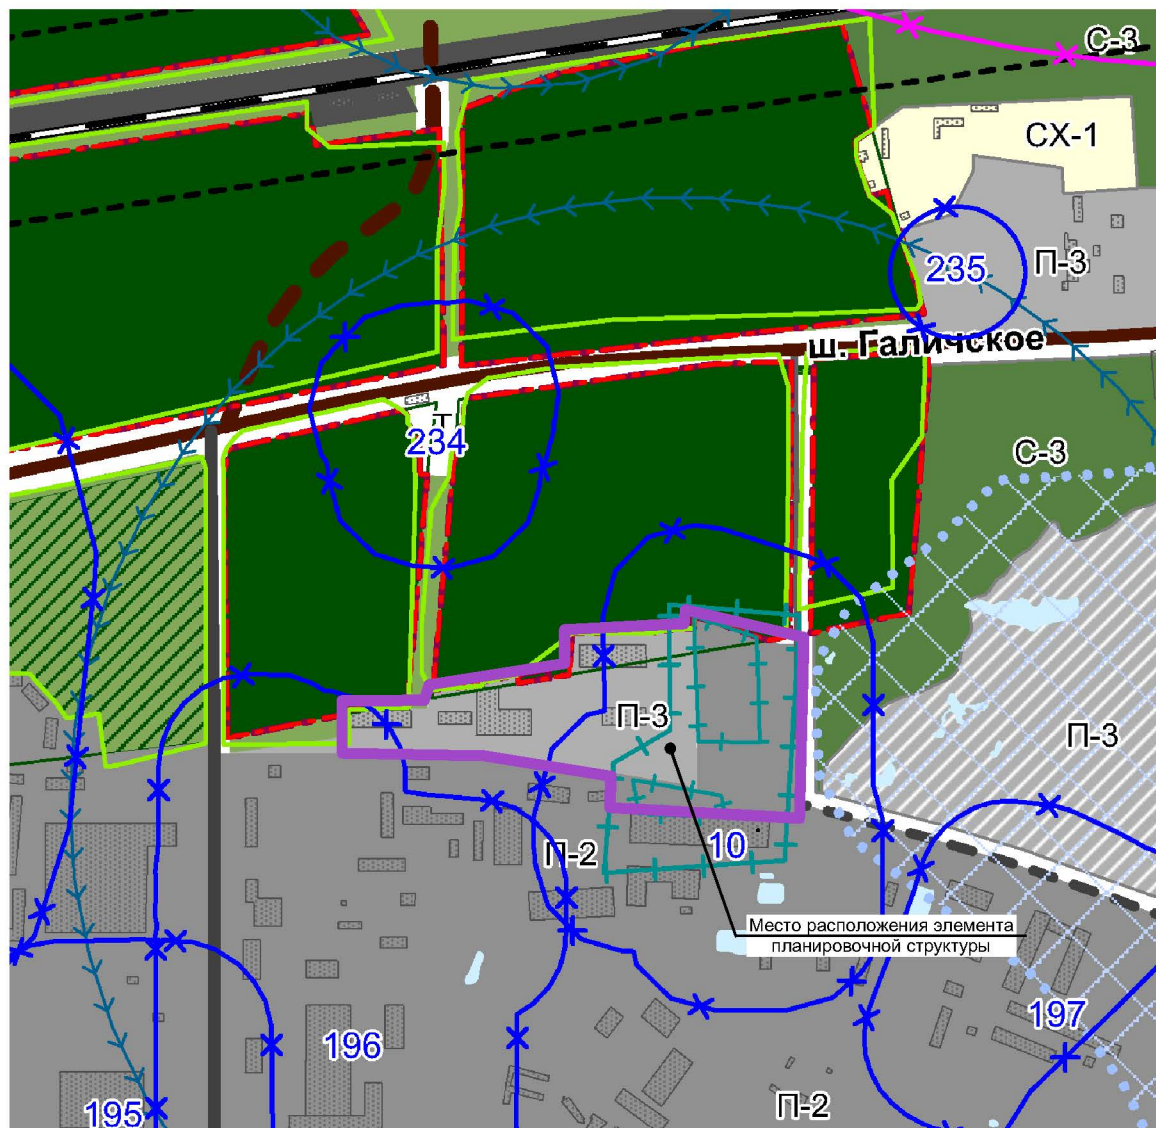 С-3
СХ-1
235
П-3
ш. Галичское
Т
234
С-3
П-3
П-3
10
П-2
Место расположения элемента
планировочной структуры
197
196
195
П-2